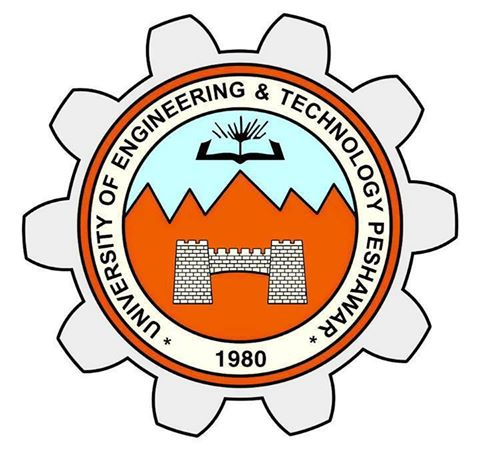 * UNIVERSITY OF ENGINEERING & TECHNOLOGY PESHAWAR *
1980